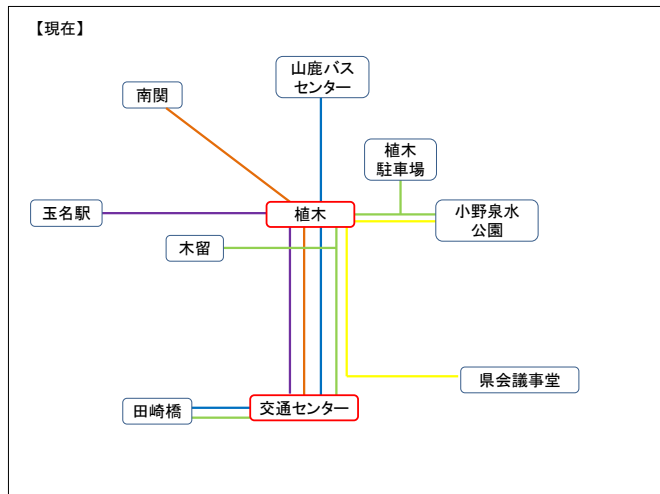 【現在】
山鹿バス
センター
南関
植木
駐車場
玉名駅
植木
小野泉水
公園
木留
県会議事堂
田崎橋
交通センター